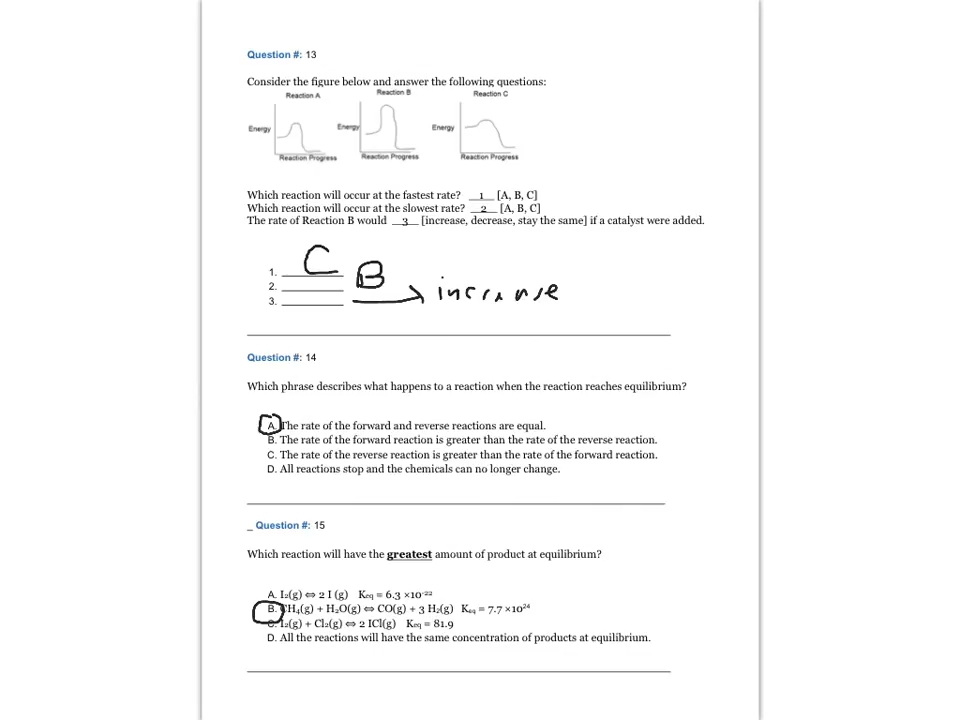 Question #: 13
Consider the figure below and answer the following questions:
Reaction A
Reaction B
Reaction C
Energy
Energy
Energy
Reaction Progress
Reaction Progress
Reaction Progress
Which reaction will occur at the fastest rate? __1__ [A, B, C]
Which reaction will occur at the slowest rate? __2__ [A, B, C]
The rate of Reaction B would __3__ [increase, decrease, stay the same] if a catalyst were added.
1. C
2. B
3. increase
Question #: 14
Which phrase describes what happens to a reaction when the reaction reaches equilibrium?
A. The rate of the forward and reverse reactions are equal.
B. The rate of the forward reaction is greater than the rate of the reverse reaction.
C. The rate of the reverse reaction is greater than the rate of the forward reaction.
D. All reactions stop and the chemicals can no longer change.
_ Question #: 15
Which reaction will have the greatest amount of product at equilibrium?
A. I₂(g) ⇔ 2 I (g) Keq = 6.3 ×10⁻²²
B. CH₄(g) + H₂O(g) ⇔ CO(g) + 3 H₂(g) Keq = 7.7 ×10²⁴
C. I₂(g) + Cl₂(g) ⇔ 2 ICl(g) Keq = 81.9
D. All the reactions will have the same concentration of products at equilibrium.